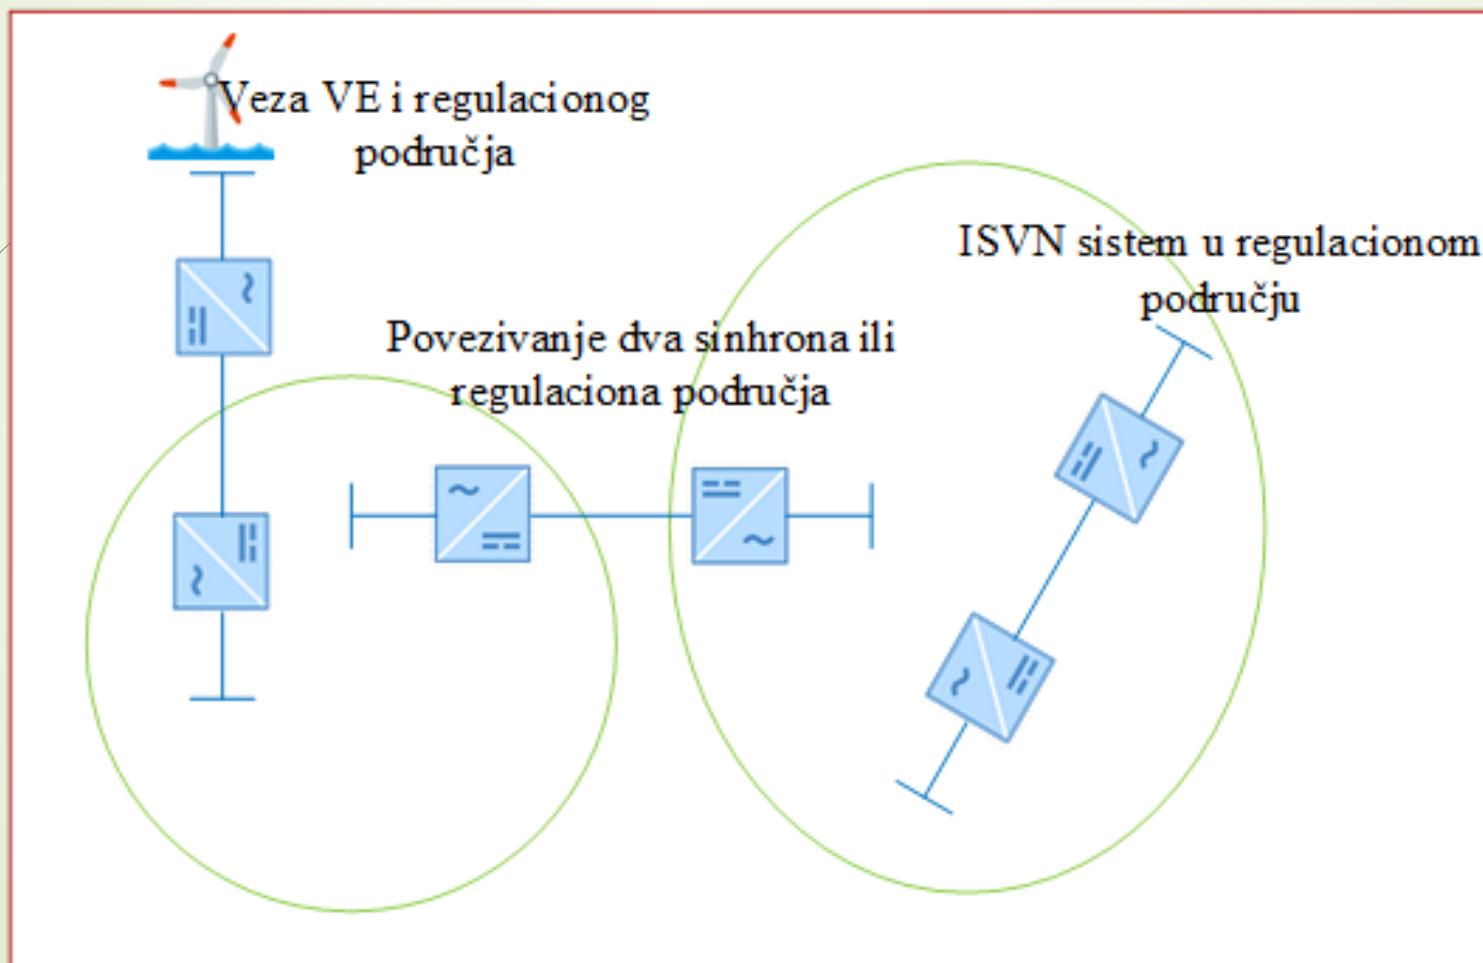 Veza VE i regulacionog
područja
ISVN sistem u regulacionom
području
Povezivanje dva sinhrona ili
regulaciona područja